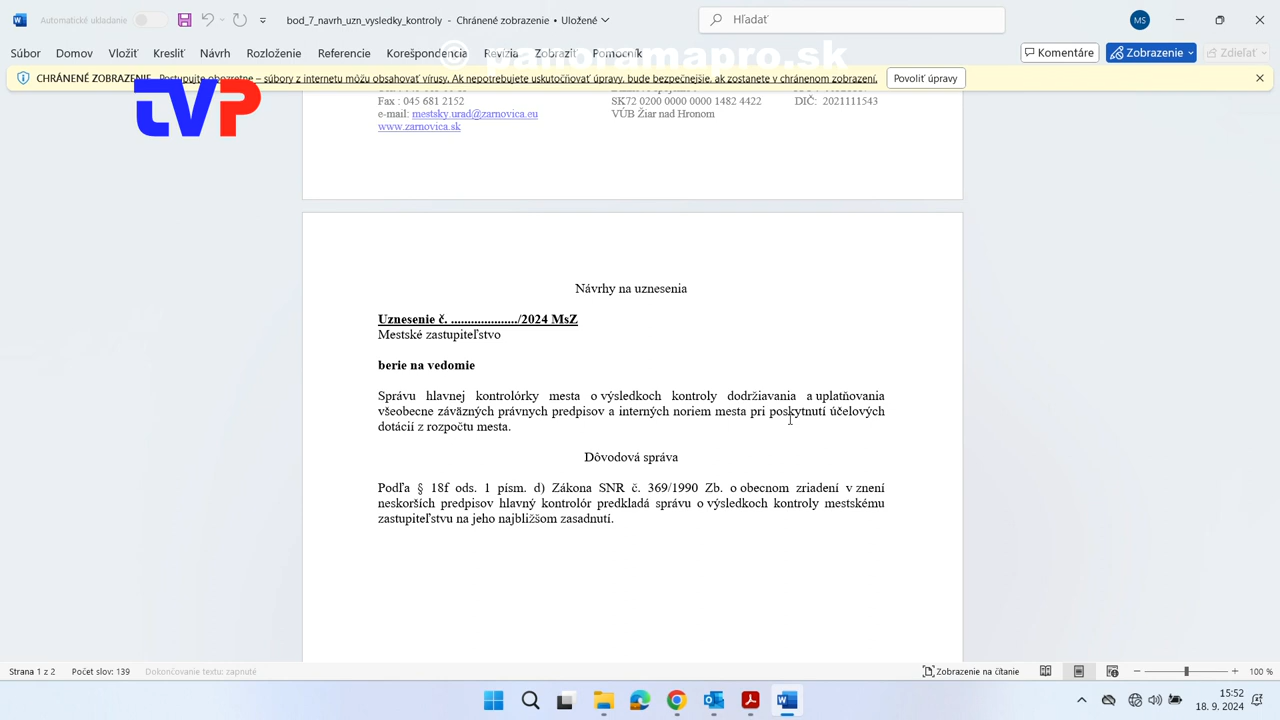 Automatické ukladanie
bod_7_navrh_uzn_vysledky_kontroly - Chránené zobrazenie • Uložené
Hľadať
MS
Súbor Domov Vložiť Kresliť Návrh Rozloženie Referencie Korešpondencia Revízia Zobraziť Pomocník
Komentáre Zobrazenie Zdieľať
CHRÁNENÉ ZOBRAZENIE Postupujte obozretne – súbory z internetu môžu obsahovať vírusy. Ak nepotrebujete uskutočňovať úpravy, bude bezpečnejšie, ak zostanete v chránenom zobrazení. Povoliť úpravy
tVP
Fax : 045 681 2152 SK72 0200 0000 0000 1482 4422 DIČ: 2021111543
e-mail: mestsky.urad@zarnovica.eu VÚB Žiar nad Hronom
www.zarnovica.sk
Návrhy na uznesenia
Uznesenie č. ..................../2024 MsZ
Mestské zastupiteľstvo
berie na vedomie
Správu hlavnej kontrolórky mesta o výsledkoch kontroly dodržiavania a uplatňovania
všeobecne záväzných právnych predpisov a interných noriem mesta pri poskytnutí účelových
dotácií z rozpočtu mesta.
Dôvodová správa
Podľa § 18f ods. 1 písm. d) Zákona SNR č. 369/1990 Zb. o obecnom zriadení v znení
neskorších predpisov hlavný kontrolór predkladá správu o výsledkoch kontroly mestskému
zastupiteľstvu na jeho najbližšom zasadnutí.
Strana 1 z 2 Počet slov: 139 Dokončovanie textu: zapnuté Zobrazenie na čítanie 100 %
15:52
18. 9. 2024